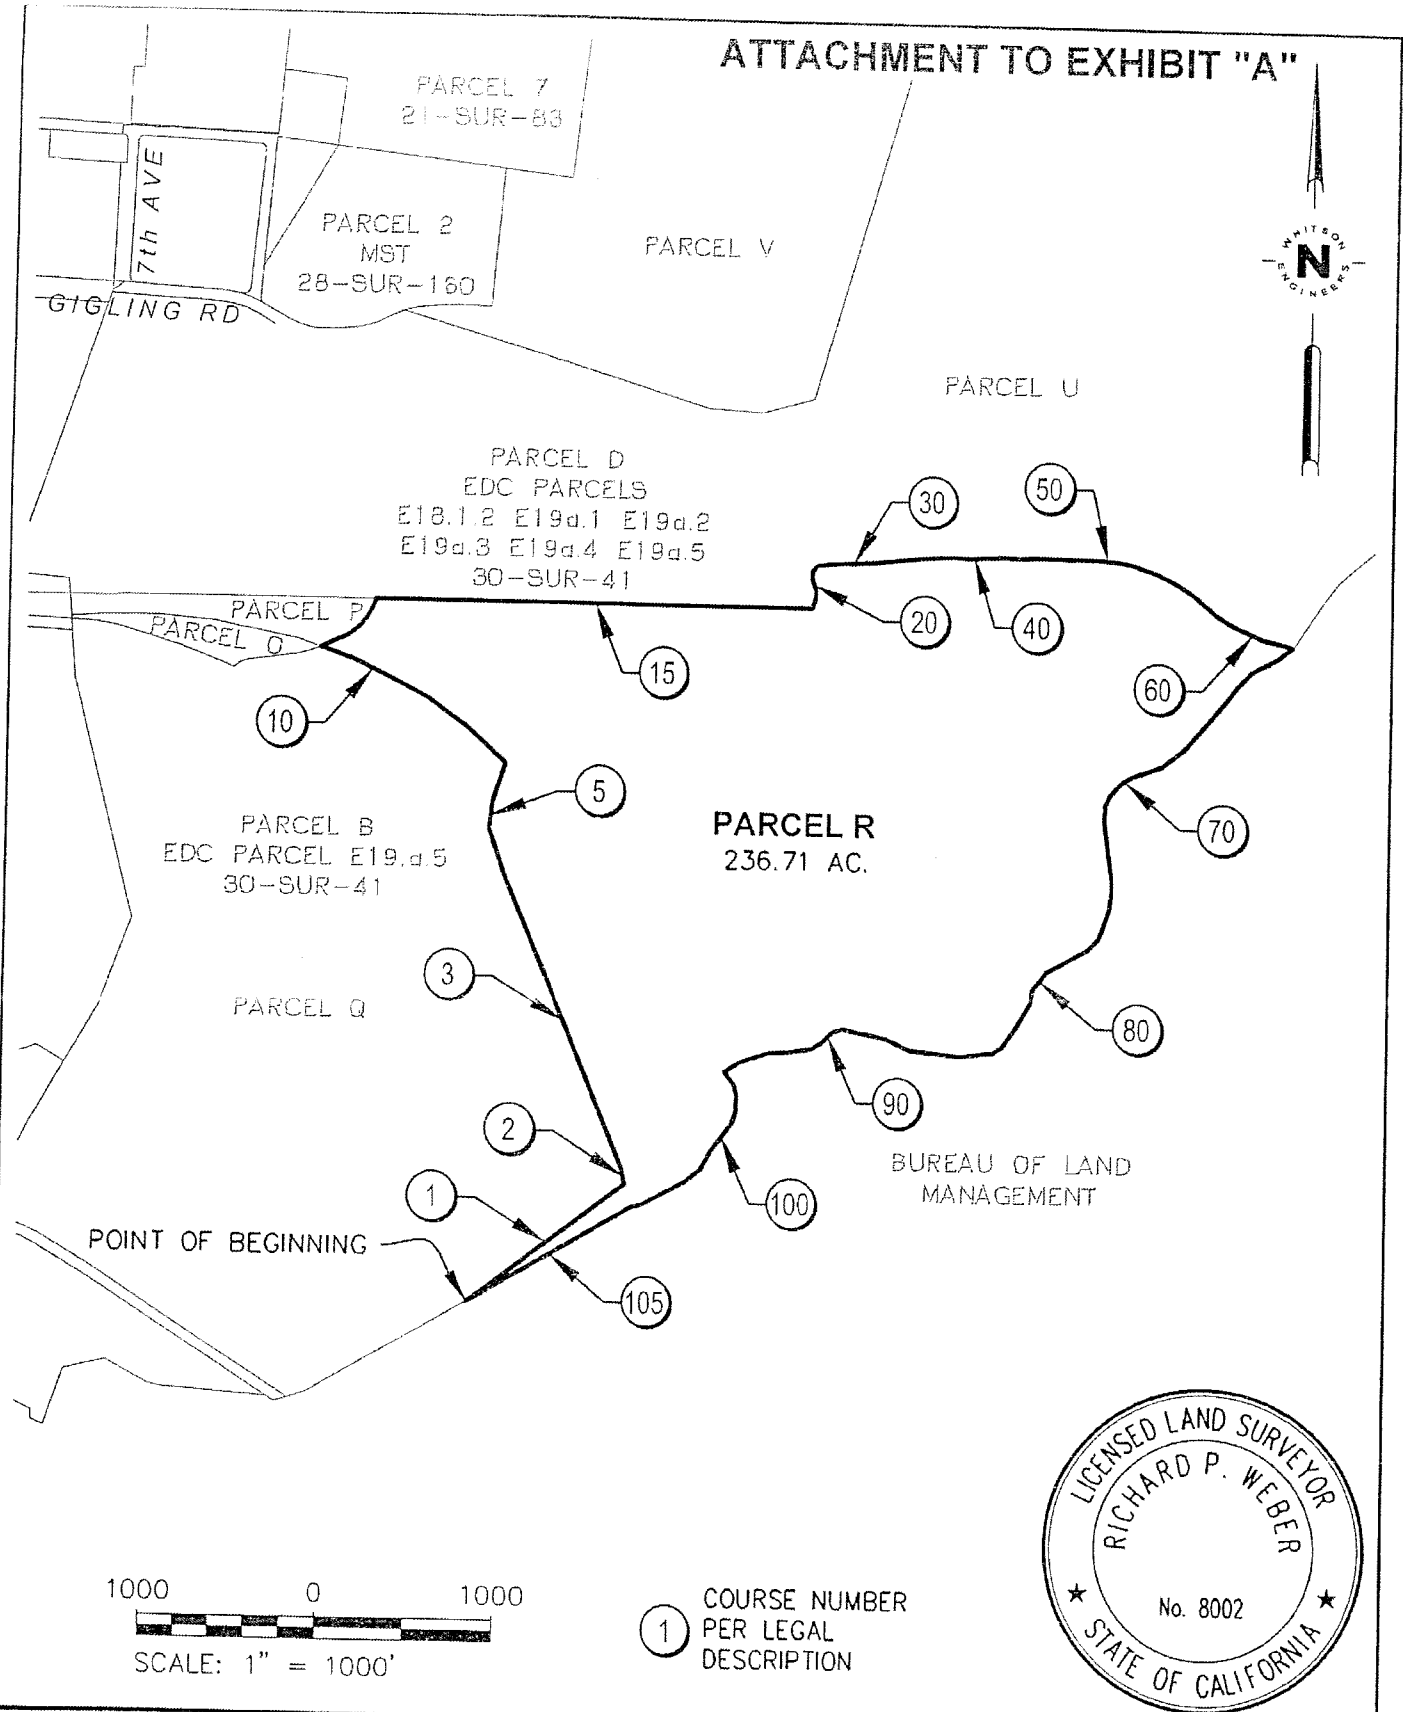 ATTACHMENT TO EXHIBIT "A"
PARCEL 7
21-SUR-83
7th AVE
PARCEL 2
MST
28-SUR-160
PARCEL V
WHITSON
N
ENGINEERS
GIGLING RD
PARCEL U
PARCEL D
EDC PARCELS
E18.1.2 E19a.1 E19a.2
E19a.3 E19a.4 E19a.5
30-SUR-41
30
50
PARCEL P
PARCEL O
20
40
15
60
10
5
PARCEL B
EDC PARCEL E19.a.5
30-SUR-41
PARCEL R
236.71 AC.
70
3
PARCEL Q
80
90
2
BUREAU OF LAND
MANAGEMENT
1
100
POINT OF BEGINNING
105
LICENSED LAND SURVEYOR
RICHARD P. WEBER
No. 8002
STATE OF CALIFORNIA
1000 0 1000
SCALE: 1" = 1000'
1
COURSE NUMBER
PER LEGAL
DESCRIPTION